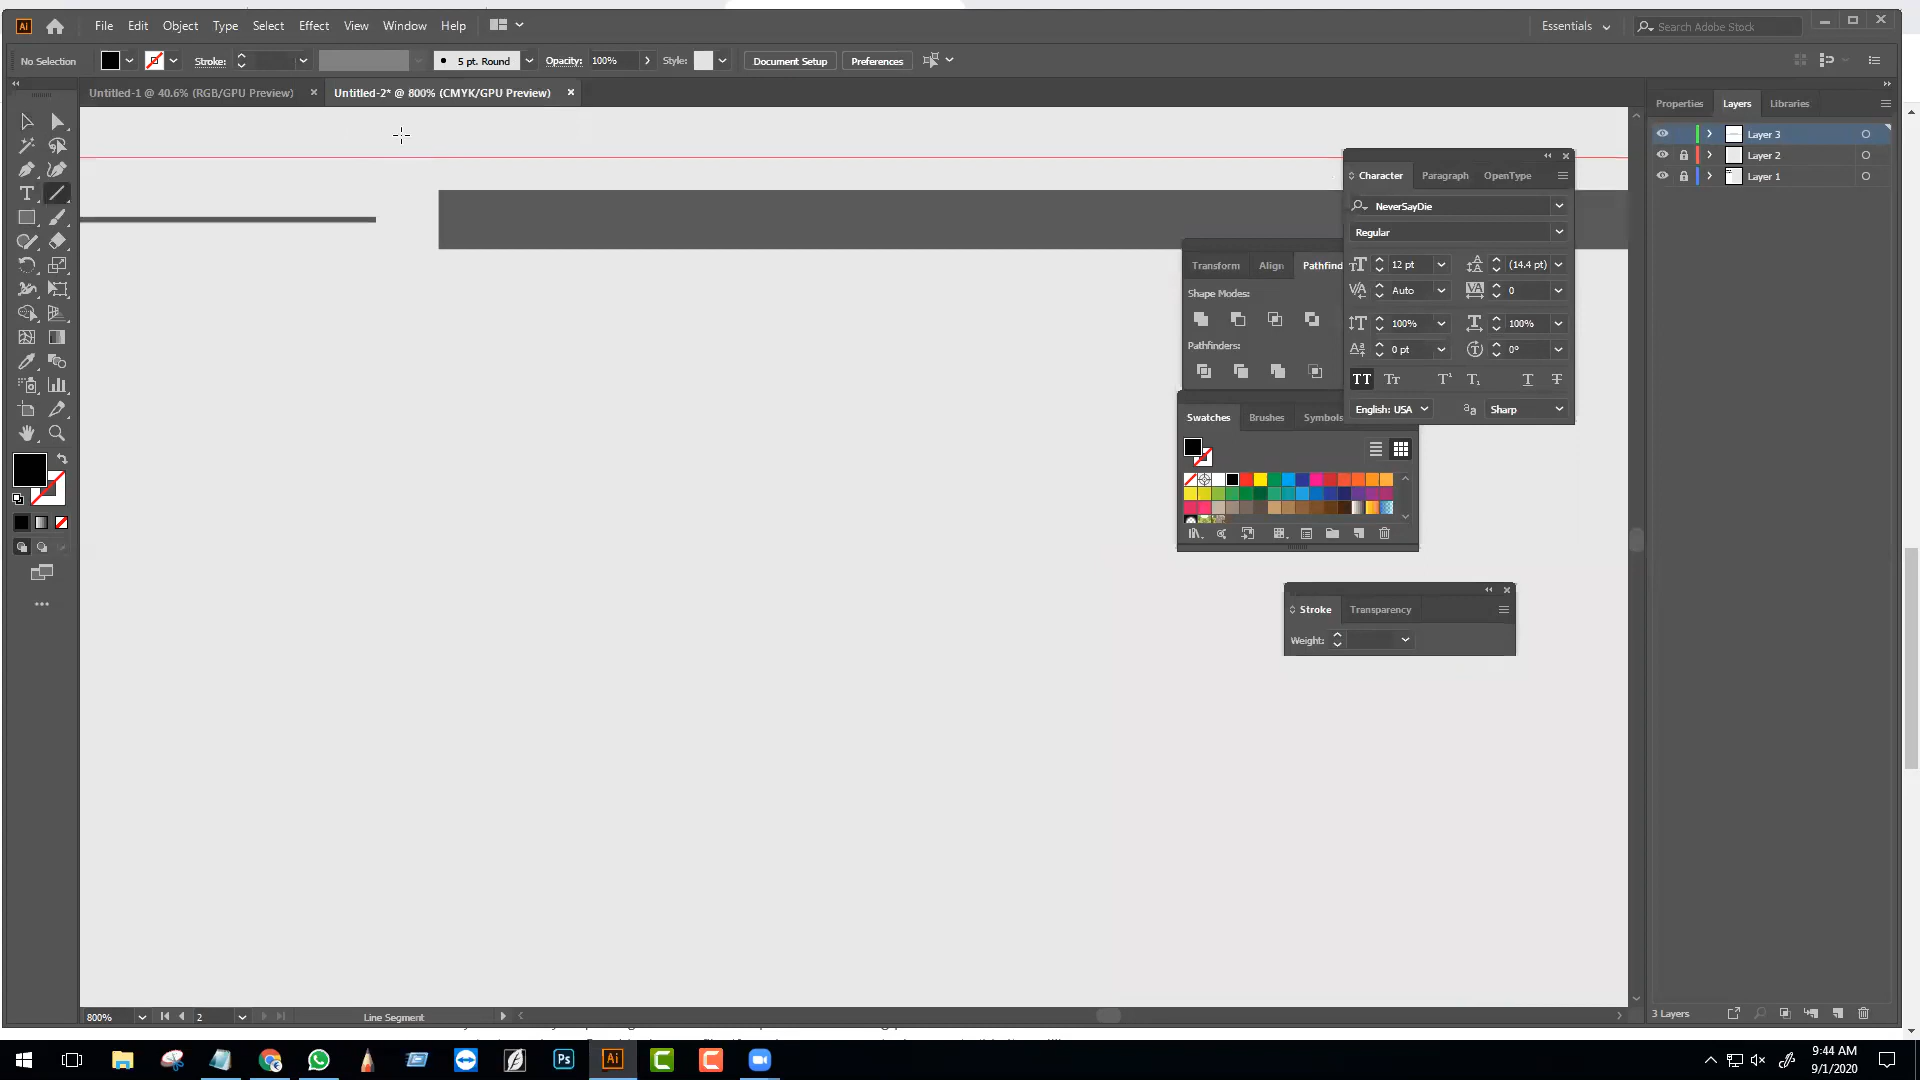 Ai File Edit Object Type Select Effect View Window Help Essentials Search Adobe Stock
No Selection Stroke: 5 pt. Round Opacity: 100% Style: Document Setup Preferences
Untitled-1 @ 40.6% (RGB/GPU Preview) Untitled-2* @ 800% (CMYK/GPU Preview)
Properties Layers Libraries
Layer 3
Layer 2
Layer 1
Character Paragraph OpenType
NeverSayDie
Regular
12 pt (14.4 pt)
Auto 0
100% 100%
0 pt 0°
English: USA Sharp
Transform Align Pathfind
Shape Modes:
Pathfinders:
Swatches Brushes Symbols
Stroke Transparency
Weight:
800% 2 Line Segment
3 Layers
Ps Ai
9:44 AM
9/1/2020